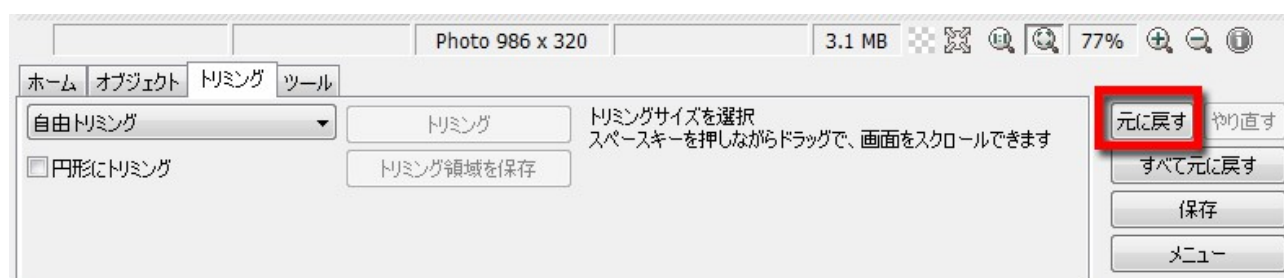 Photo 986 x 320 3.1 MB 77%
ホーム オブジェクト トリミング ツール
自由トリミング トリミング トリミングサイズを選択 元に戻す やり直す
スペースキーを押しながらドラッグで、画面をスクロールできます
円形にトリミング トリミング領域を保存 すべて元に戻す
保存
メニュー